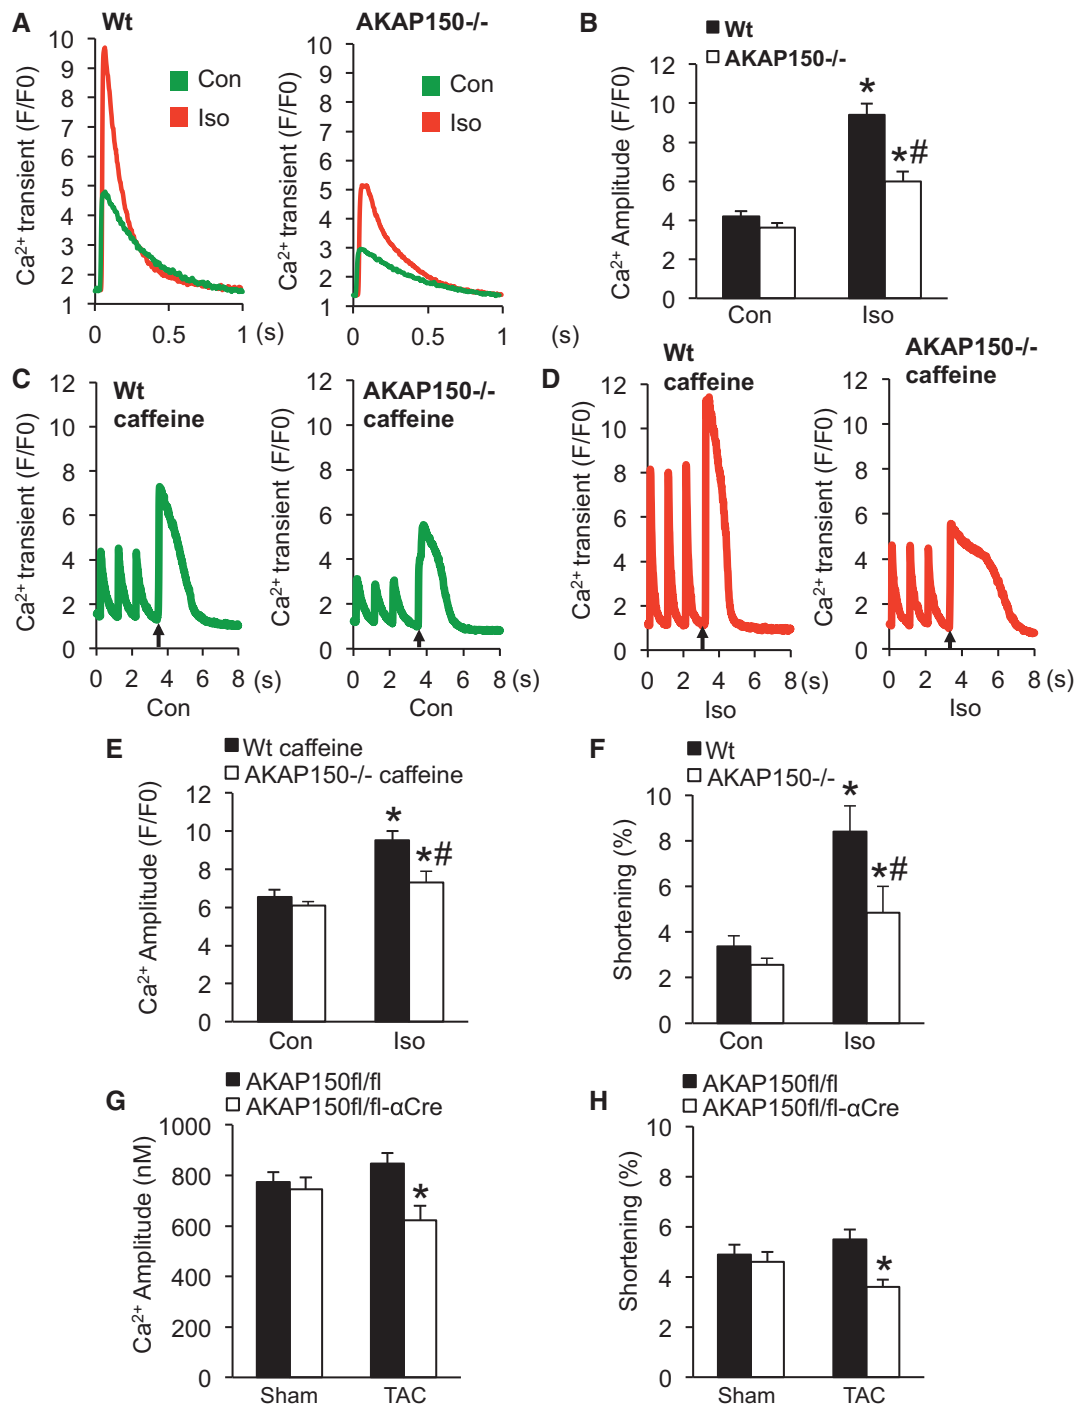 A
Wt
Ca2+ transient (F/F0)
10
9
8
7
6
5
4
3
2
1
0
0.5
1
(s)
Con
Iso
AKAP150-/-
Ca2+ transient (F/F0)
10
9
8
7
6
5
4
3
2
1
0
0.5
1
(s)
Con
Iso
B
Wt
AKAP150-/-
Ca2+ Amplitude (F/F0)
12
10
8
6
4
2
0
*
*#
Con
Iso
C
Wt
caffeine
Ca2+ transient (F/F0)
12
10
8
6
4
2
0
0 2 4 6 8 (s)
Con
AKAP150-/-
caffeine
Ca2+ transient (F/F0)
12
10
8
6
4
2
0
0 2 4 6 8
Con
D
Wt
caffeine
Ca2+ transient (F/F0)
12
10
8
6
4
2
0
0 2 4 6 8 (s)
Iso
AKAP150-/-
caffeine
Ca2+ transient (F/F0)
12
10
8
6
4
2
0
0 2 4 6 8 (s)
Iso
E
Wt caffeine
AKAP150-/- caffeine
Ca2+ Amplitude (F/F0)
12
10
8
6
4
2
0
*
*#
Con
Iso
F
Wt
AKAP150-/-
Shortening (%)
10
8
6
4
2
0
*
*#
Con
Iso
G
AKAP150fl/fl
AKAP150fl/fl-αCre
Ca2+ Amplitude (nM)
1000
800
600
400
200
0
*
Sham
TAC
H
AKAP150fl/fl
AKAP150fl/fl-αCre
Shortening (%)
10
8
6
4
2
0
*
Sham
TAC